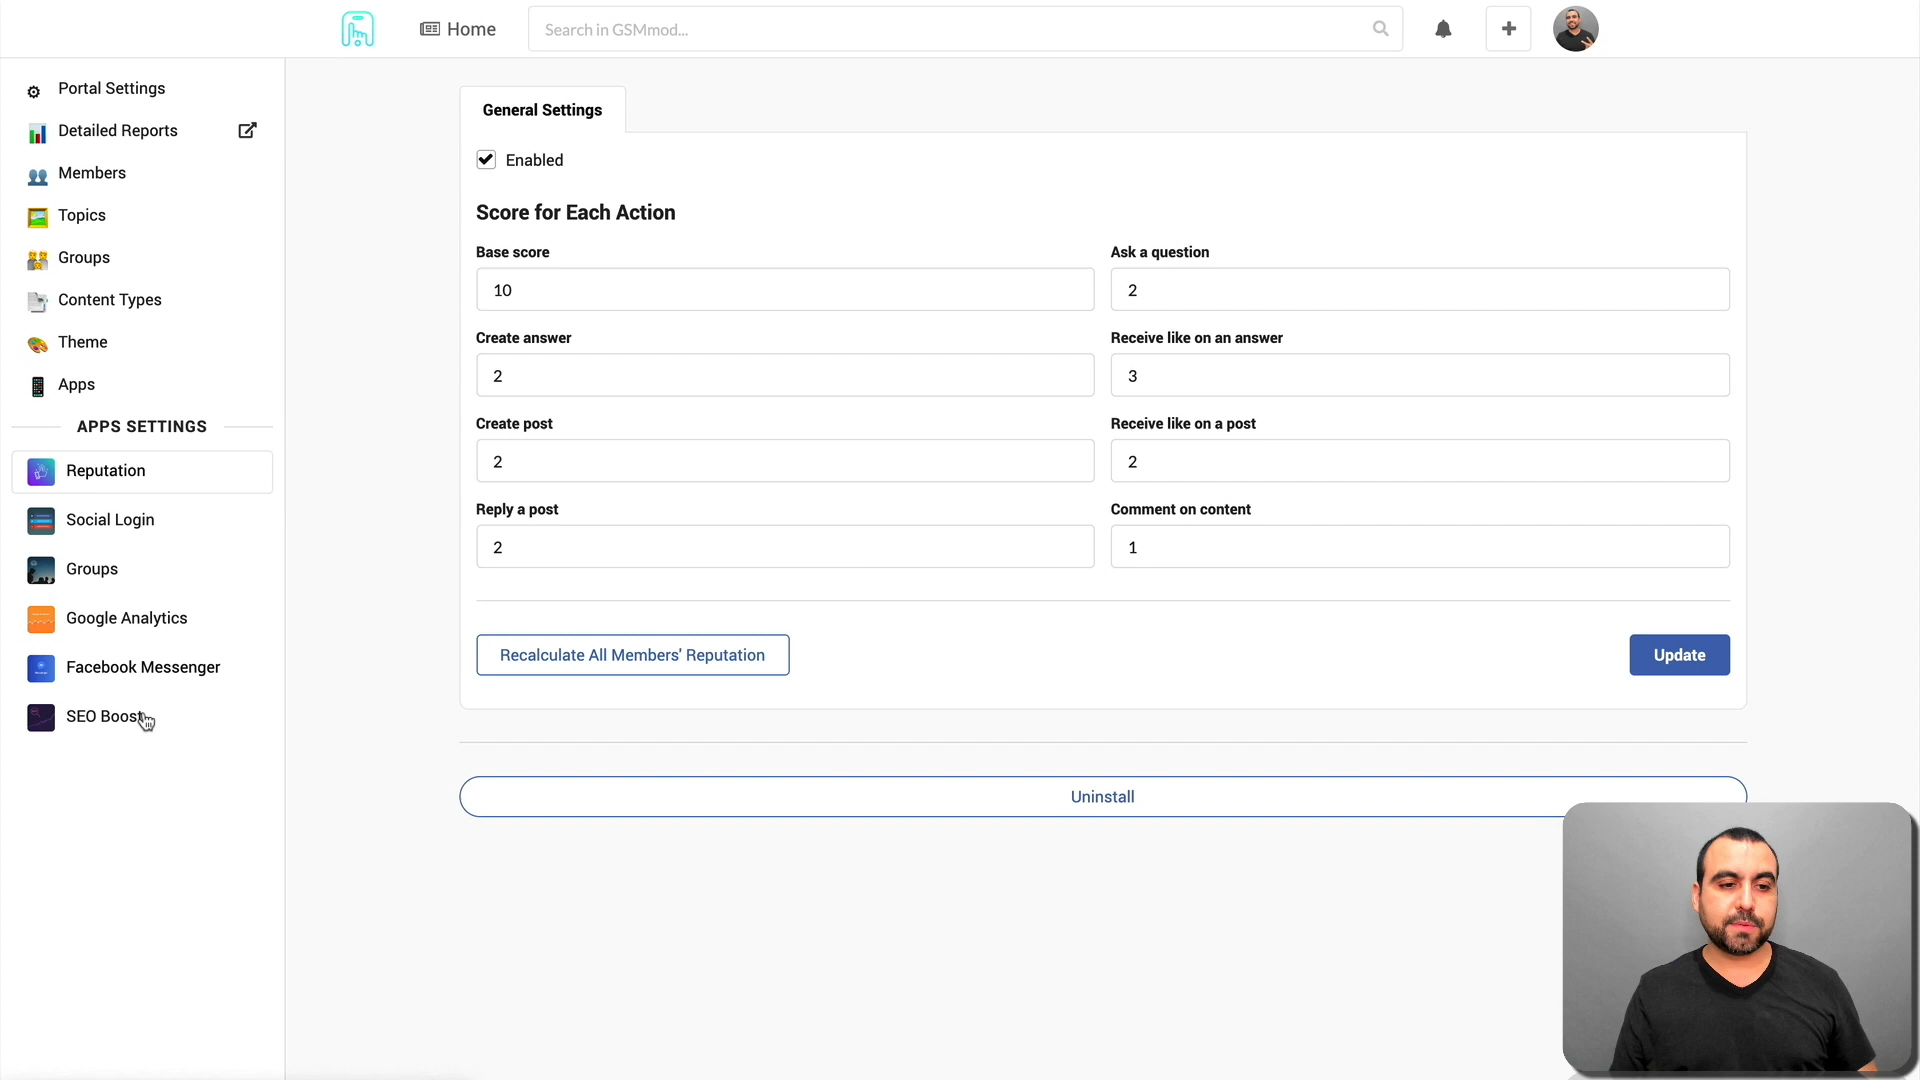 Home
Search in GSMmod...
Portal Settings
Detailed Reports
Members
Topics
Groups
Content Types
Theme
Apps
APPS SETTINGS
Reputation
Social Login
Groups
Google Analytics
Facebook Messenger
SEO Boost
General Settings
Enabled
Score for Each Action
Base score
10
Ask a question
2
Create answer
2
Receive like on an answer
3
Create post
2
Receive like on a post
2
Reply a post
2
Comment on content
1
Recalculate All Members' Reputation
Update
Uninstall